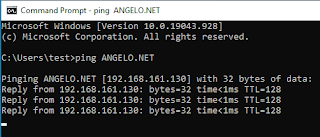 Command Prompt - ping ANGELO.NET
Microsoft Windows [Version 10.0.19043.928]
(c) Microsoft Corporation. All rights reserved.
C:\Users\test>ping ANGELO.NET
Pinging ANGELO.NET [192.168.161.130] with 32 bytes of data:
Reply from 192.168.161.130: bytes=32 time<1ms TTL=128
Reply from 192.168.161.130: bytes=32 time<1ms TTL=128
Reply from 192.168.161.130: bytes=32 time<1ms TTL=128